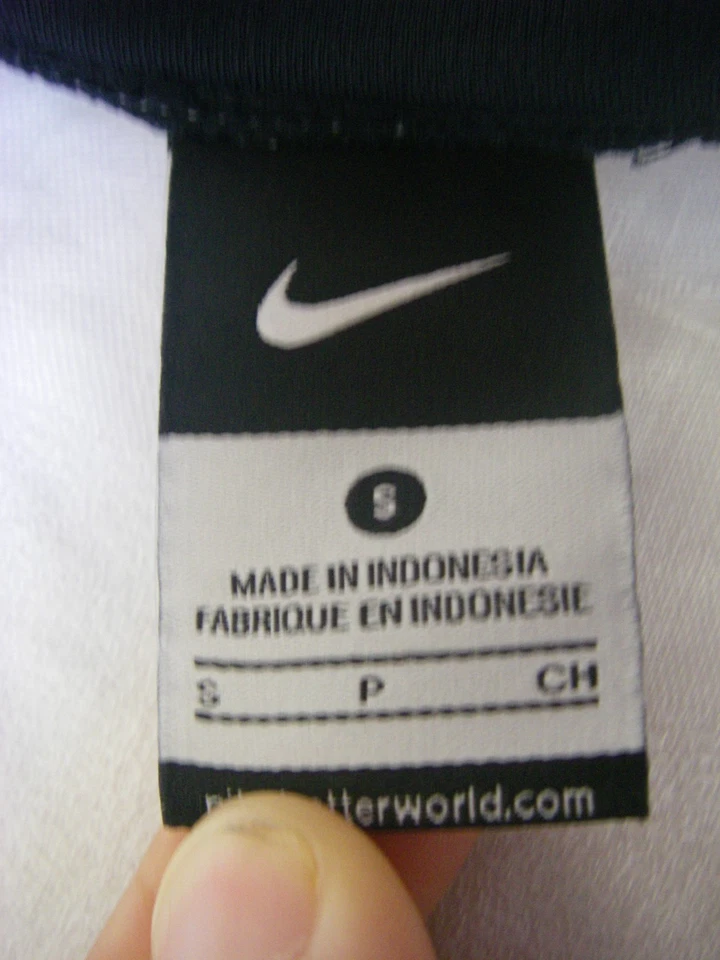 S
MADE IN INDONESIA
FABRIQUE EN INDONESIE
S P CH